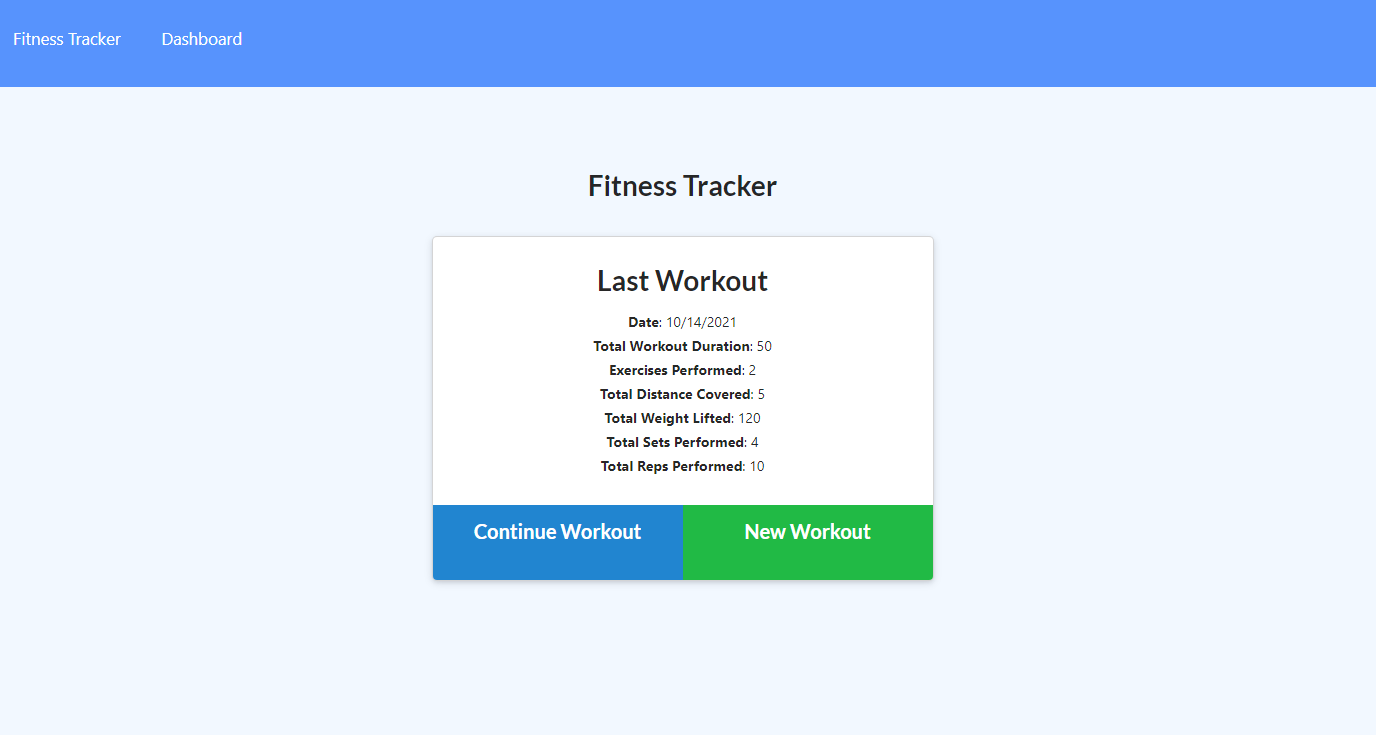 Fitness Tracker Dashboard
Fitness Tracker
Last Workout
Date: 10/14/2021
Total Workout Duration: 50
Exercises Performed: 2
Total Distance Covered: 5
Total Weight Lifted: 120
Total Sets Performed: 4
Total Reps Performed: 10
Continue Workout New Workout